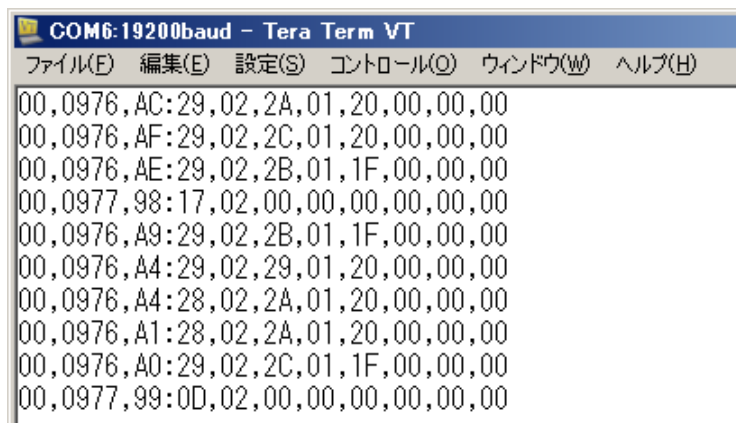 COM6:19200baud - Tera Term VT
ファイル(F) 編集(E) 設定(S) コントロール(O) ウィンドウ(W) ヘルプ(H)
00,0976,AC:29,02,2A,01,20,00,00,00
00,0976,AF:29,02,2C,01,20,00,00,00
00,0976,AE:29,02,2B,01,1F,00,00,00
00,0977,98:17,02,00,00,00,00,00,00
00,0976,A9:29,02,2B,01,1F,00,00,00
00,0976,A4:29,02,29,01,20,00,00,00
00,0976,A4:28,02,2A,01,20,00,00,00
00,0976,A1:28,02,2A,01,20,00,00,00
00,0976,A0:29,02,2C,01,1F,00,00,00
00,0977,99:0D,02,00,00,00,00,00,00